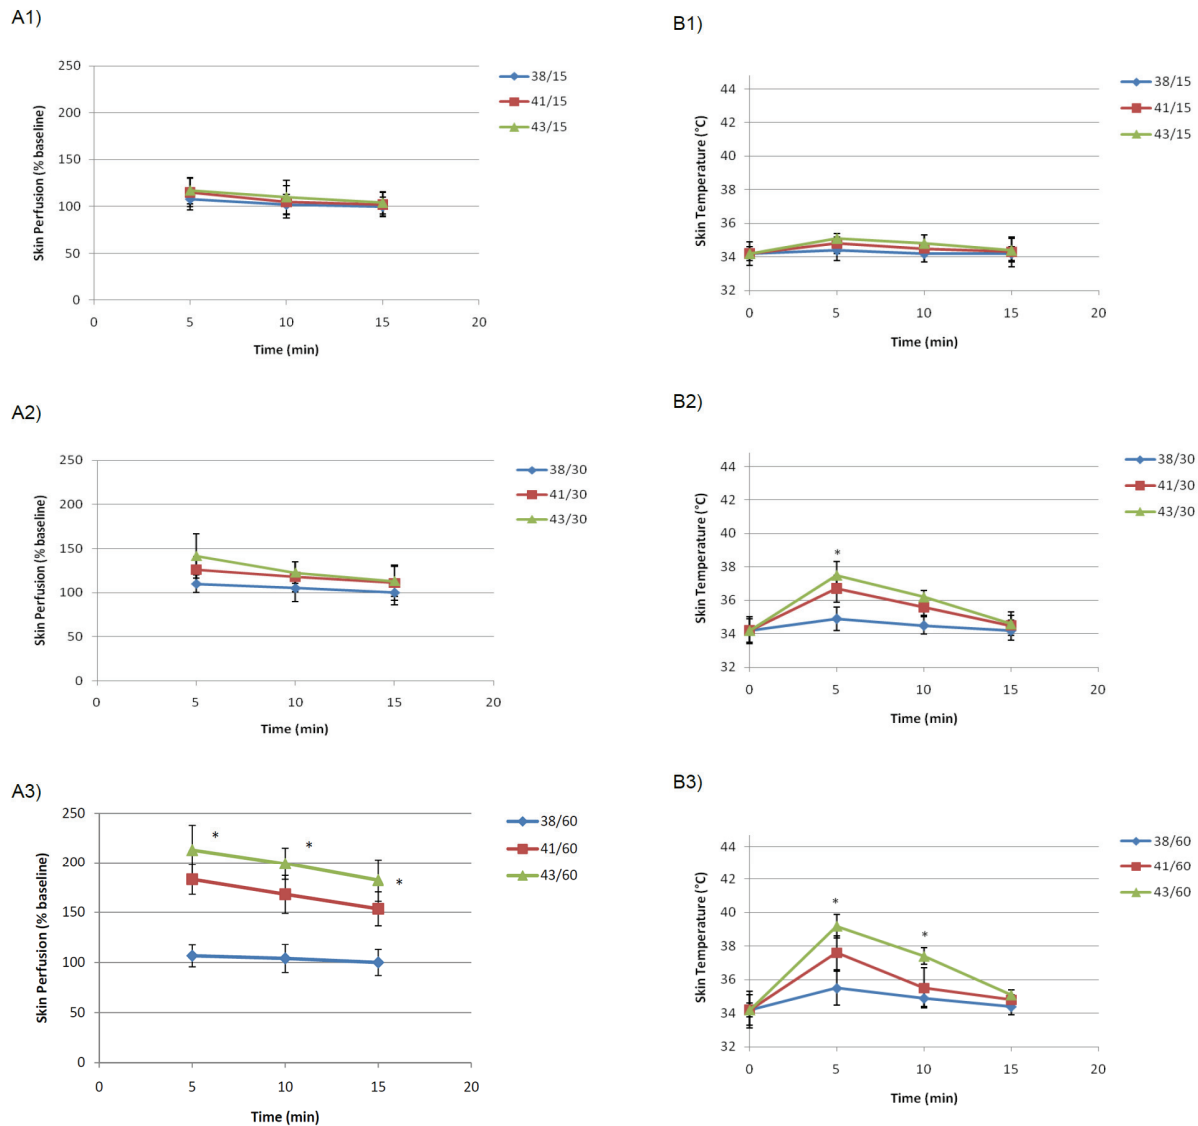 A1)
250
200
150
100
50
0
0 5 10 15 20
Time (min)
Skin Perfusion (% baseline)
38/15
41/15
43/15
B1)
44
42
40
38
36
34
32
0 5 10 15 20
Time (min)
Skin Temperature (°C)
38/15
41/15
43/15
A2)
250
200
150
100
50
0
0 5 10 15 20
Time (min)
Skin Perfusion (% baseline)
38/30
41/30
43/30
B2)
44
42
40
38
36
34
32
0 5 10 15 20
Time (min)
Skin Temperature (°C)
*
38/30
41/30
43/30
A3)
250
200
150
100
50
0
0 5 10 15 20
Time (min)
Skin Perfusion (% baseline)
* * *
38/60
41/60
43/60
B3)
44
42
40
38
36
34
32
0 5 10 15 20
Time (min)
Skin Temperature (°C)
* *
38/60
41/60
43/60